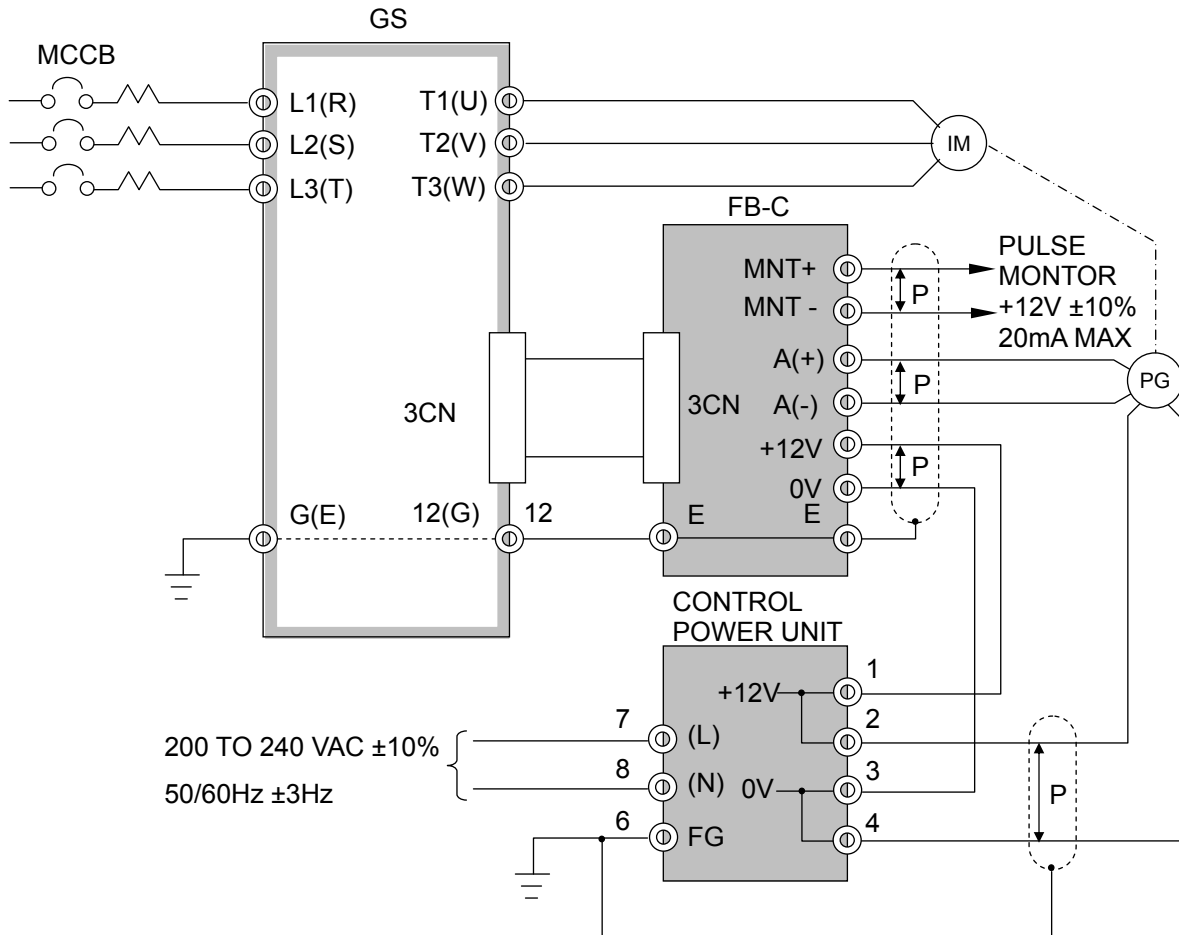 GS
MCCB
L1(R) T1(U)
L2(S) T2(V)
L3(T) T3(W)
IM
FB-C
MNT+
MNT -
A(+)
A(-)
+12V
0V
E E
P
P
P
PULSE
MONTOR
+12V ±10%
20mA MAX
PG
3CN
3CN
G(E) 12(G) 12
CONTROL
POWER UNIT
+12V
0V
1
2
3
4
7 (L)
8 (N)
6 FG
200 TO 240 VAC ±10%
50/60Hz ±3Hz
P